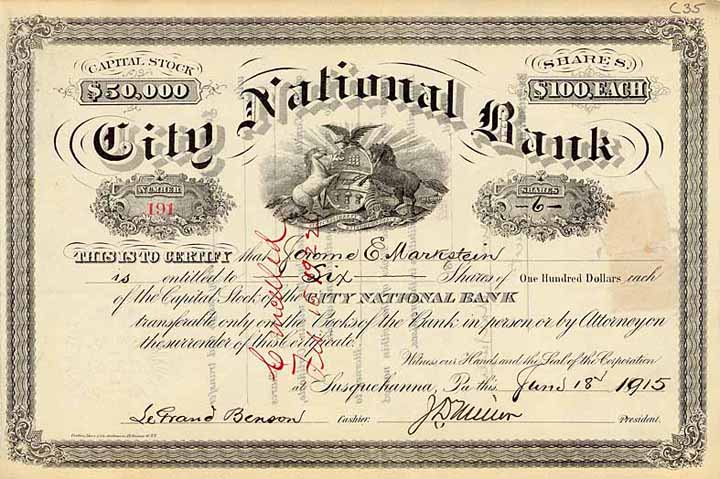 C35
CAPITAL STOCK
$50,000
SHARES.
$100, EACH
City National Bank
NUMBER
191
SHARES
-6-
THIS IS TO CERTIFY that Jerome E. Markstein
is entitled to Six Shares of One Hundred Dollars each
of the Capital Stock of the CITY NATIONAL BANK
transferable only on the Books of the Bank in person or by Attorney on
the surrender of this Certificate.
Cancelled
Witness our Hands and the Seal of the Corporation
at Susquehanna, Pa this June 18 1915
LeGrand Benson Cashier. President.